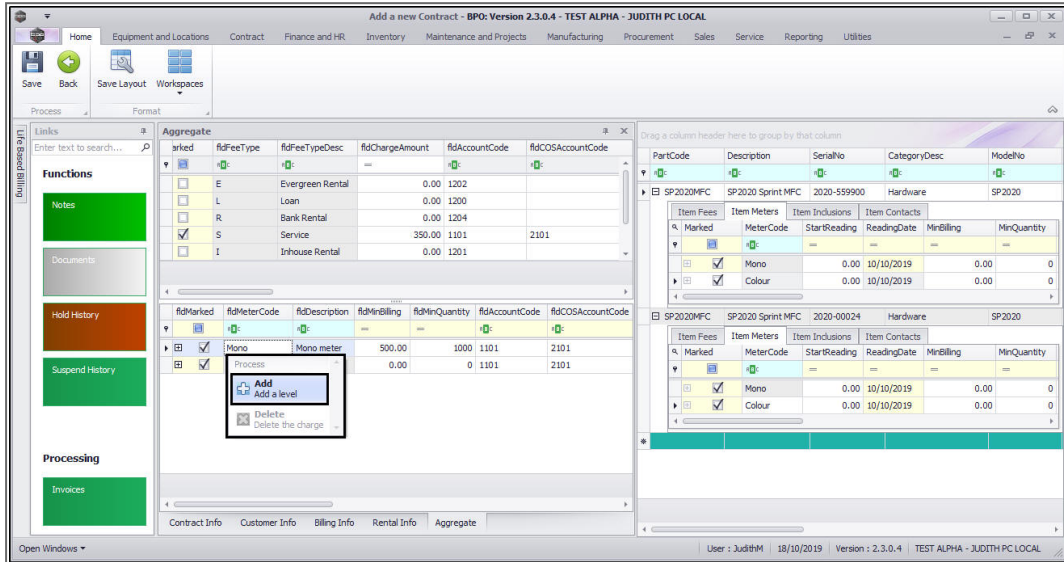 Add a new Contract - BPO: Version 2.3.0.4 - TEST ALPHA - JUDITH PC LOCAL
Home Equipment and Locations Contract Finance and HR Inventory Maintenance and Projects Manufacturing Procurement Sales Service Reporting Utilities
Save Back Save Layout Workspaces
Process Format
Life Based Billing
Links
Enter text to search...
Functions
Notes
Documents
Hold History
Suspend History
Processing
Invoices
Aggregate
arked fldFeeType fldFeeTypeDesc fldChargeAmount fldAccountCode fldCOSAccountCode
E Evergreen Rental 0.00 1202
L Loan 0.00 1200
R Bank Rental 0.00 1204
S Service 350.00 1101 2101
I Inhouse Rental 0.00 1201
fldMarked fldMeterCode fldDescription fldMinBilling fldMinQuantity fldAccountCode fldCOSAccountCode
Mono Mono meter 500.00 1000 1101 2101
0.00 0 1101 2101
Process
Add
Add a level
Delete
Delete the charge
Contract Info Customer Info Billing Info Rental Info Aggregate
Drag a column header here to group by that column
PartCode Description SerialNo CategoryDesc ModelNo
SP2020MFC SP2020 Sprint MFC 2020-559900 Hardware SP2020
Item Fees Item Meters Item Inclusions Item Contacts
Marked MeterCode StartReading ReadingDate MinBilling MinQuantity
Mono 0.00 10/10/2019 0.00 0
Colour 0.00 10/10/2019 0.00 0
SP2020MFC SP2020 Sprint MFC 2020-00024 Hardware SP2020
Item Fees Item Meters Item Inclusions Item Contacts
Marked MeterCode StartReading ReadingDate MinBilling MinQuantity
Mono 0.00 10/10/2019 0.00 0
Colour 0.00 10/10/2019 0.00 0
Open Windows User : JudithM 18/10/2019 Version : 2.3.0.4 TEST ALPHA - JUDITH PC LOCAL